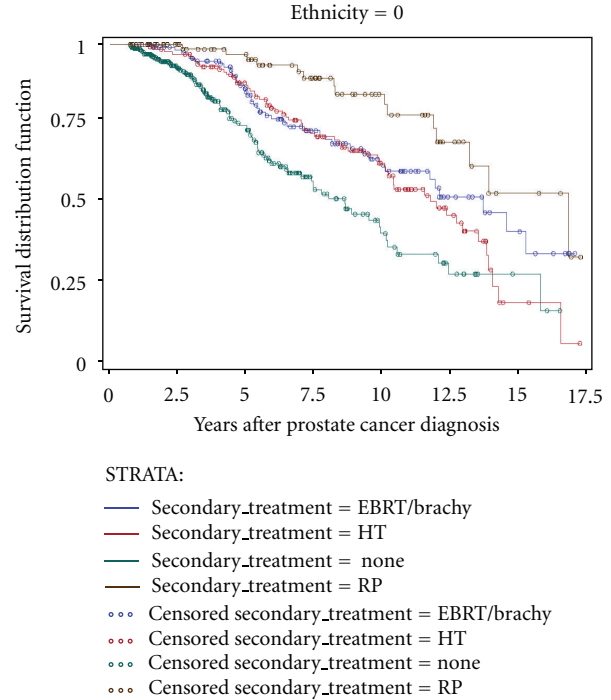 Ethnicity = 0
Survival distribution function
1
0.75
0.5
0.25
0
0 2.5 5 7.5 10 12.5 15 17.5
Years after prostate cancer diagnosis
STRATA:
Secondary_treatment = EBRT/brachy
Secondary_treatment = HT
Secondary_treatment = none
Secondary_treatment = RP
Censored secondary_treatment = EBRT/brachy
Censored secondary_treatment = HT
Censored secondary_treatment = none
Censored secondary_treatment = RP